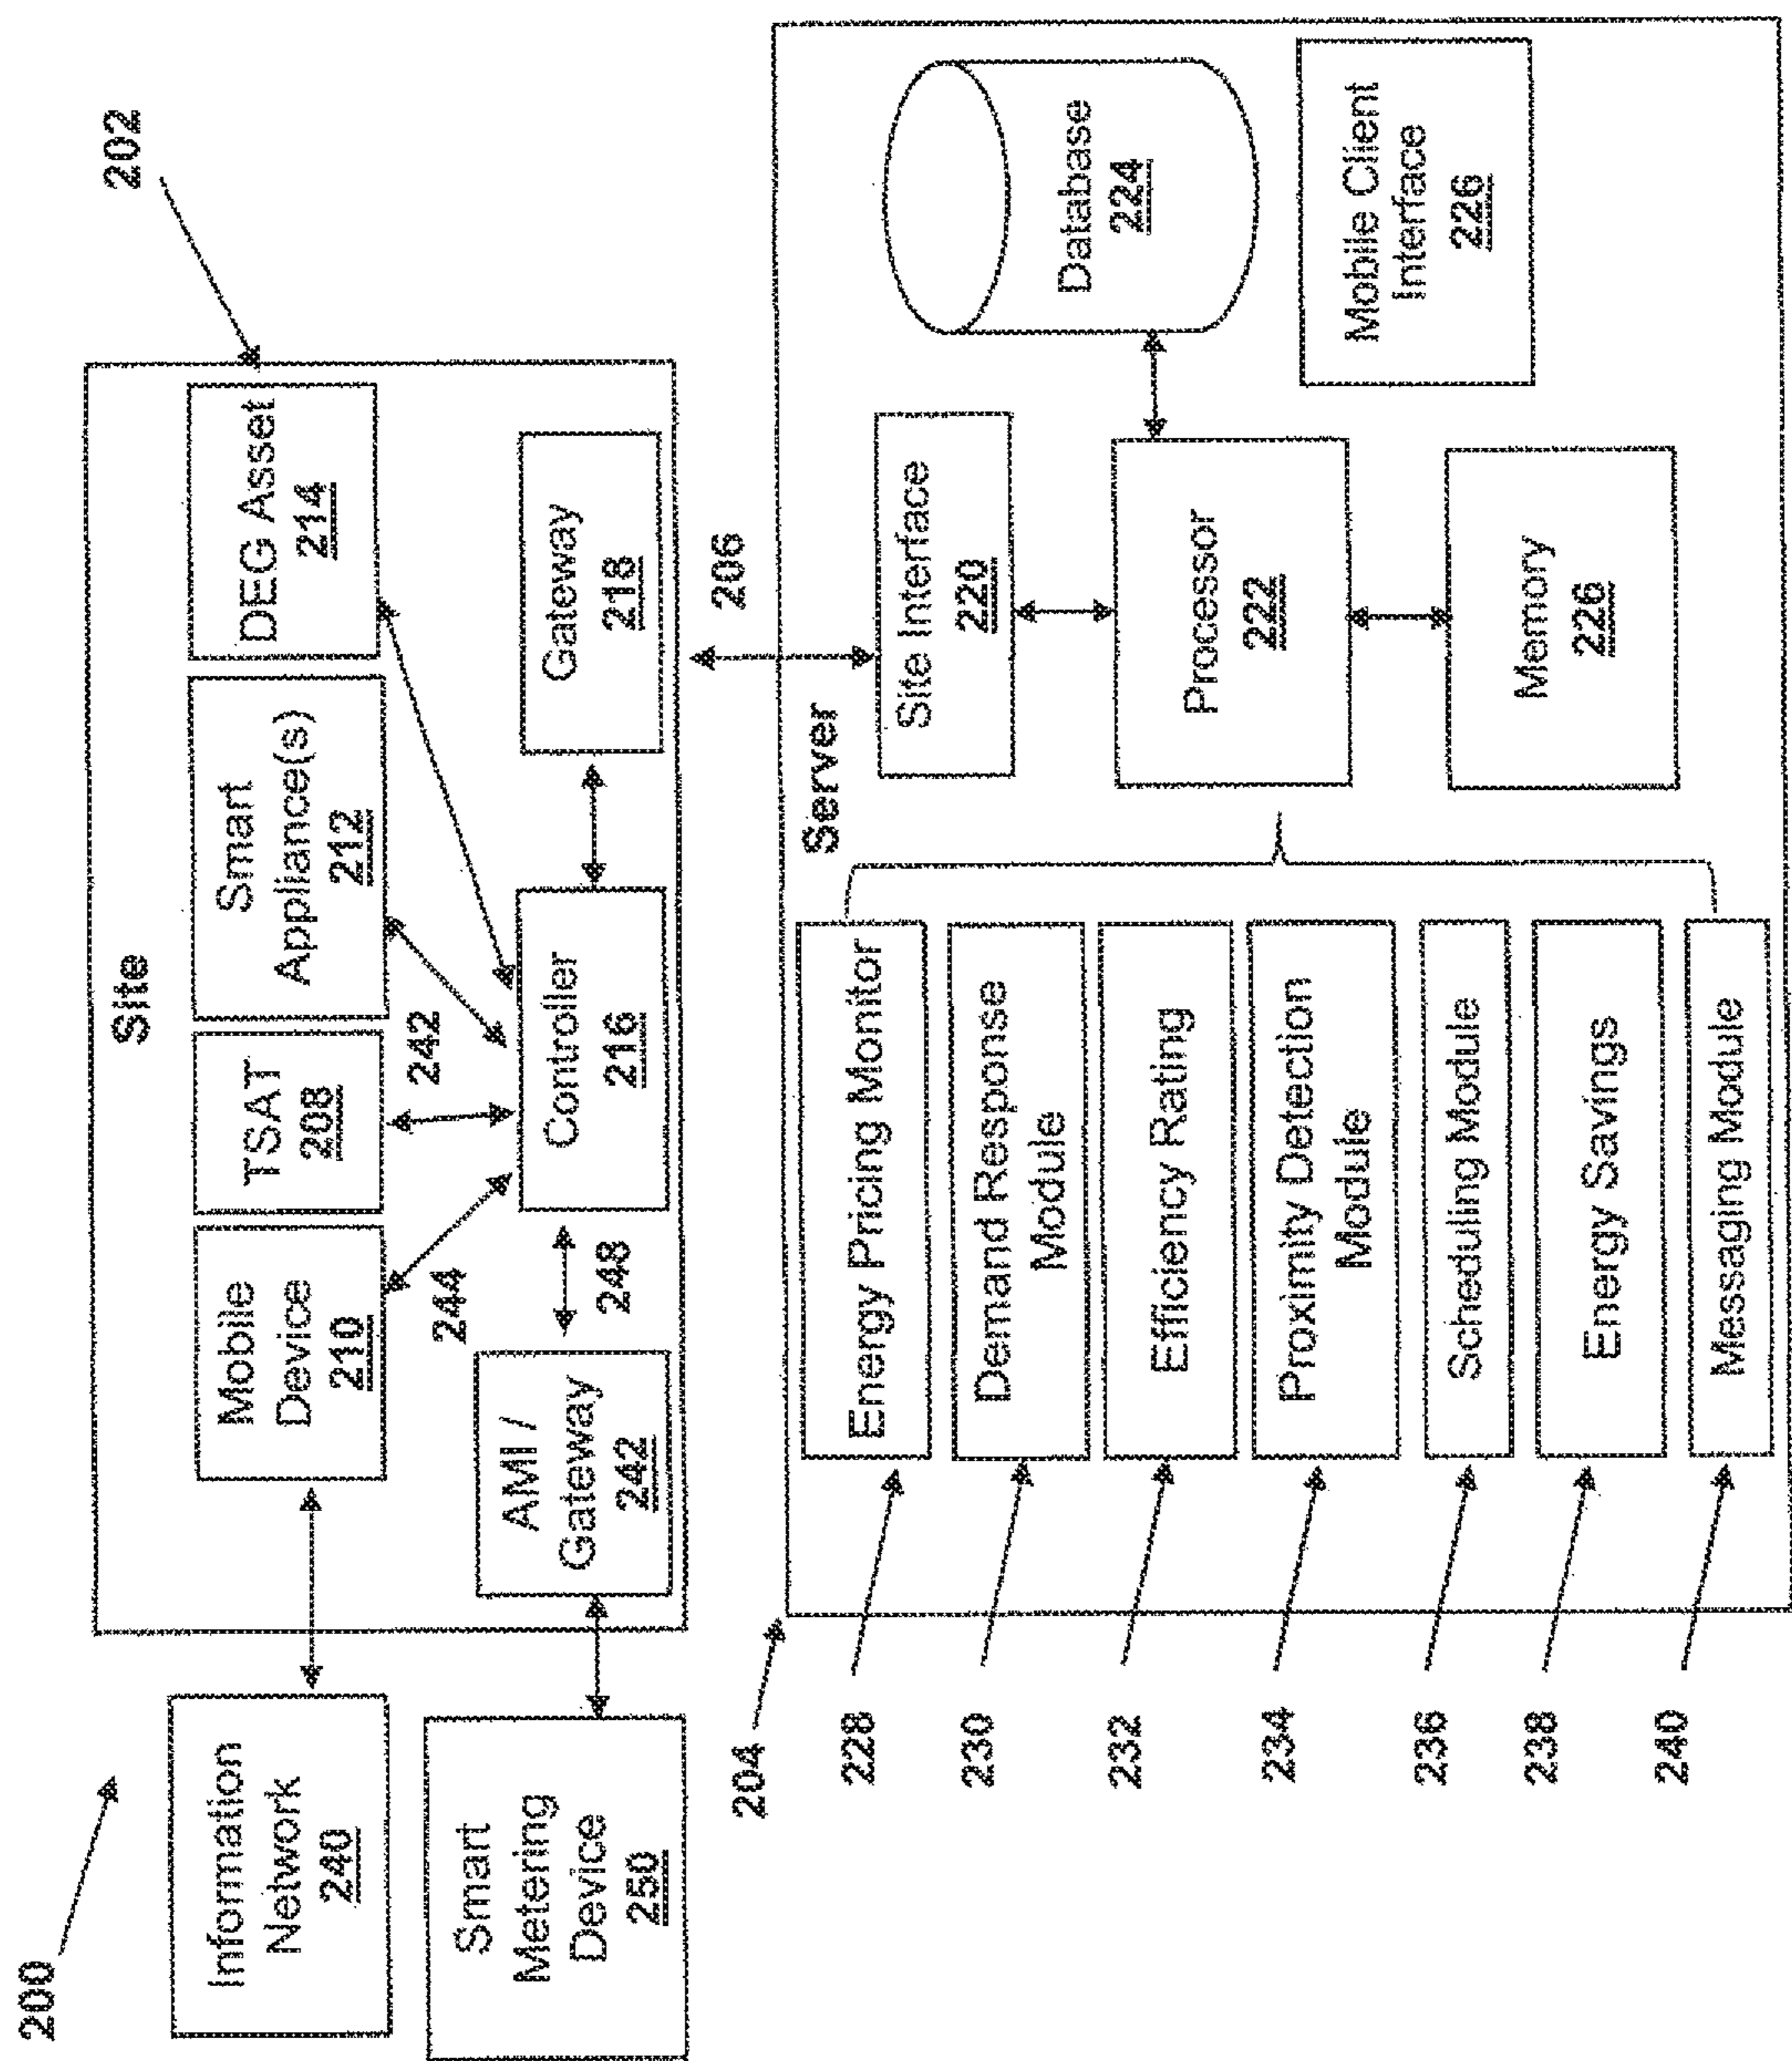 200
202
Site
Information
Network
240
Mobile
Device
210
TSAT
208
Smart
Appliance(s)
212
DEG Asset
214
244
242
Smart
Metering
Device
250
AMI /
Gateway
242
248
Controller
216
Gateway
218
206
204
Server
Energy Pricing Monitor
Demand Response
Module
Efficiency Rating
Proximity Detection
Module
Scheduling Module
Energy Savings
Messaging Module
228
230
232
234
236
238
240
Site Interface
220
Processor
222
Memory
226
Database
224
Mobile Client
Interface
226